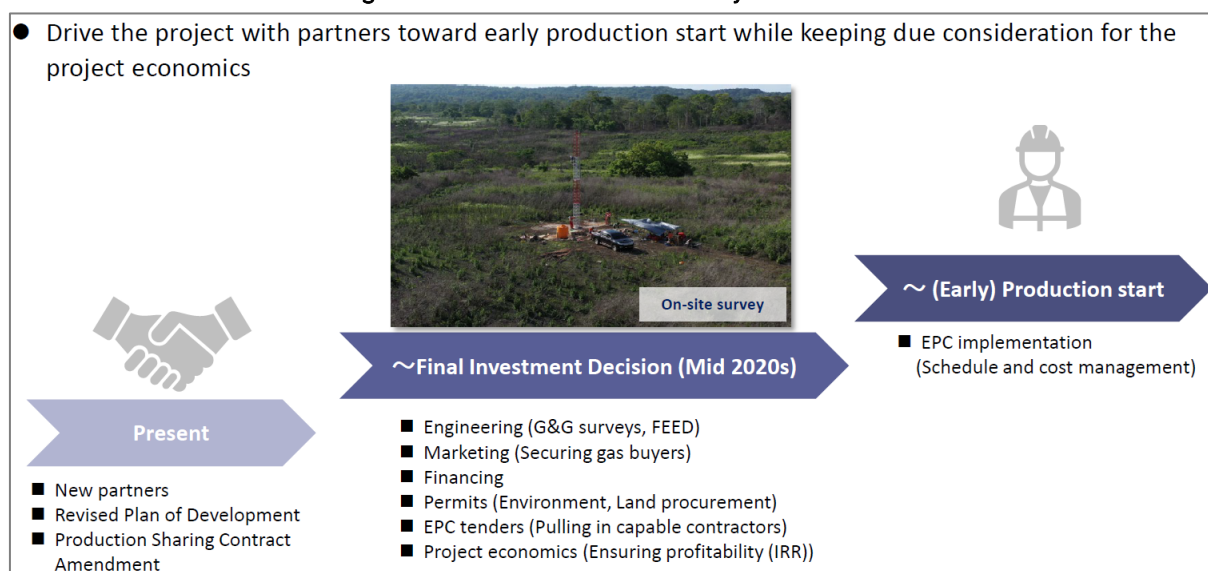 ● Drive the project with partners toward early production start while keeping due consideration for the
project economics
On-site survey
Present
■ New partners
■ Revised Plan of Development
■ Production Sharing Contract
Amendment
～Final Investment Decision (Mid 2020s)
■ Engineering (G&G surveys, FEED)
■ Marketing (Securing gas buyers)
■ Financing
■ Permits (Environment, Land procurement)
■ EPC tenders (Pulling in capable contractors)
■ Project economics (Ensuring profitability (IRR))
～ (Early) Production start
■ EPC implementation
(Schedule and cost management)